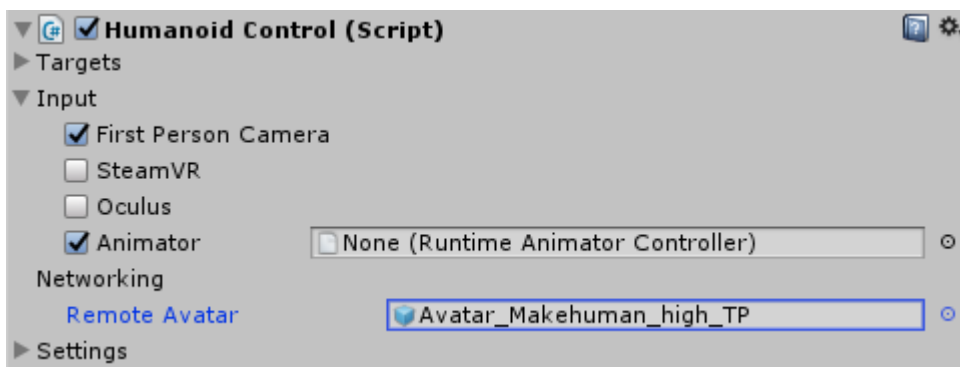 Humanoid Control (Script)
Targets
Input
First Person Camera
SteamVR
Oculus
Animator None (Runtime Animator Controller)
Networking
Remote Avatar Avatar_Makehuman_high_TP
Settings